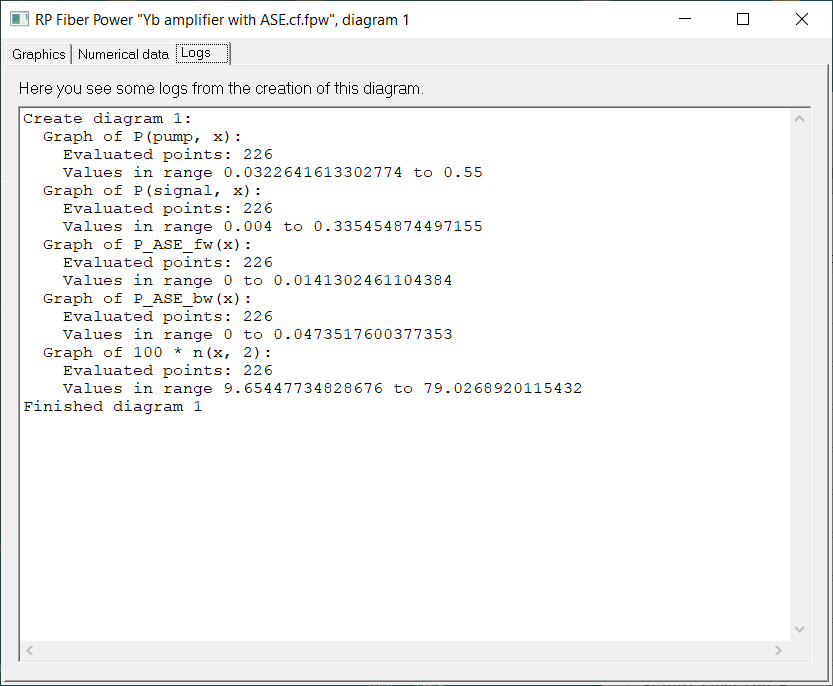 RP Fiber Power "Yb amplifier with ASE.cf.fpw", diagram 1
Graphics Numerical data Logs
Here you see some logs from the creation of this diagram.
Create diagram 1:
  Graph of P(pump, x):
    Evaluated points: 226
    Values in range 0.0322641613302774 to 0.55
  Graph of P(signal, x):
    Evaluated points: 226
    Values in range 0.004 to 0.335454874497155
  Graph of P_ASE_fw(x):
    Evaluated points: 226
    Values in range 0 to 0.0141302461104384
  Graph of P_ASE_bw(x):
    Evaluated points: 226
    Values in range 0 to 0.0473517600377353
  Graph of 100 * n(x, 2):
    Evaluated points: 226
    Values in range 9.65447734828676 to 79.0268920115432
Finished diagram 1